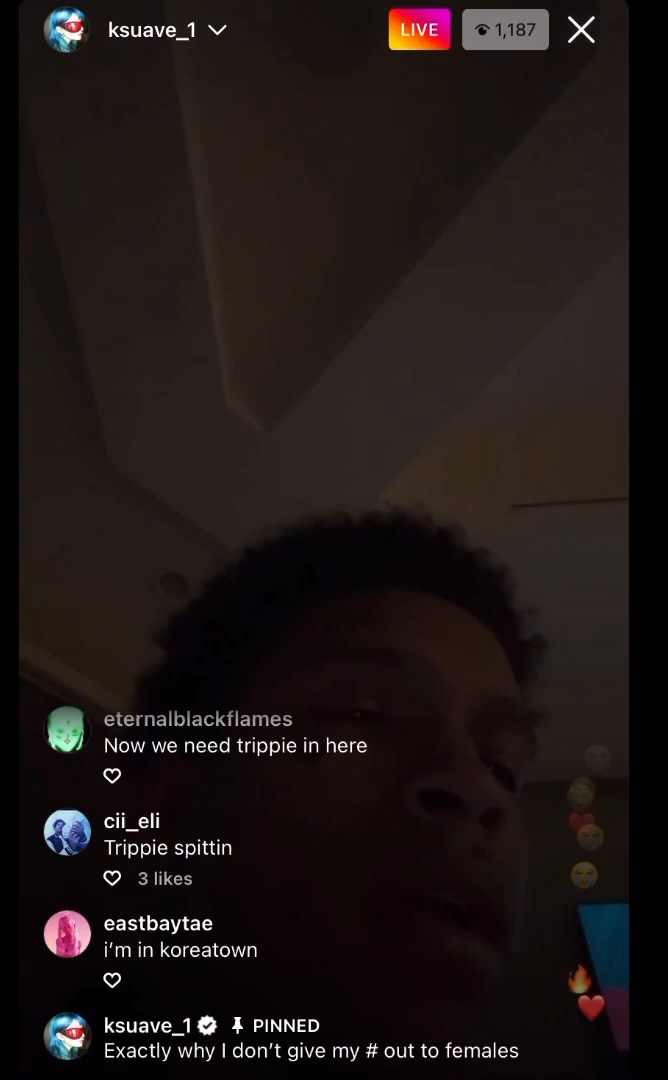 ksuave_1
LIVE
1,187
eternalblackflames
Now we need trippie in here
cii_eli
Trippie spittin
3 likes
eastbaytae
i'm in koreatown
ksuave_1 PINNED
Exactly why I don't give my # out to females